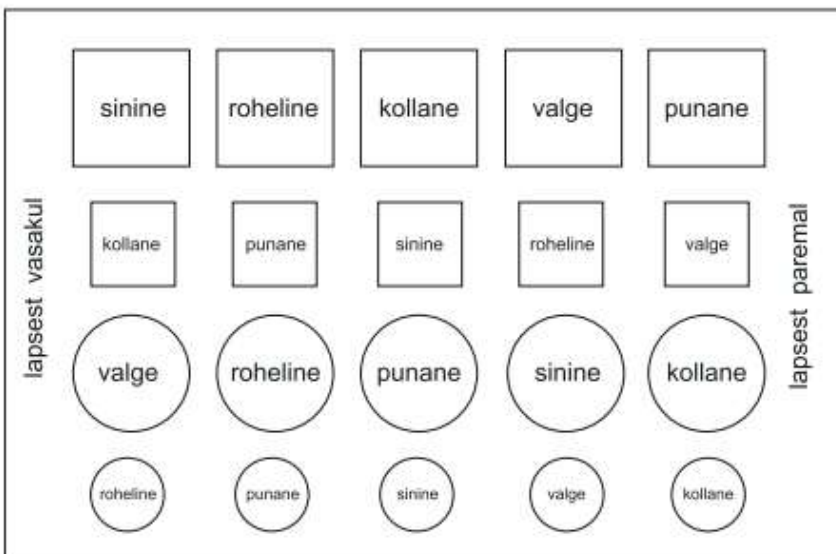 sinine roheline kollane valge punane
lapsest vasakul
kollane punane sinine roheline valge
lapsest paremal
valge roheline punane sinine kollane
roheline punane sinine valge kollane